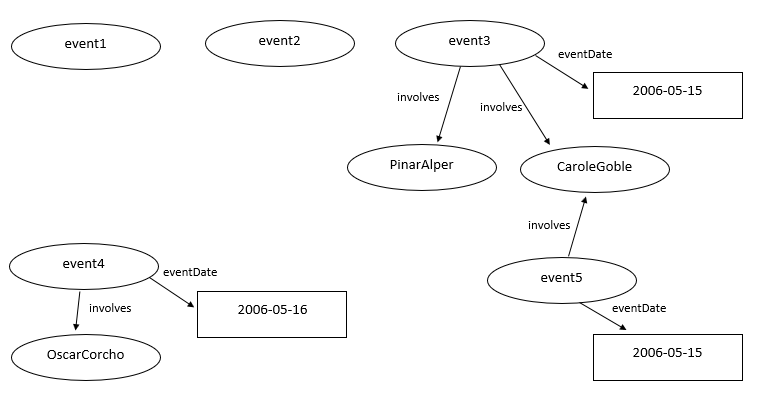 event1
event2
event3
eventDate
2006-05-15
involves
involves
PinarAlper
CaroleGoble
involves
event4
eventDate
event5
2006-05-16
involves
eventDate
OscarCorcho
2006-05-15